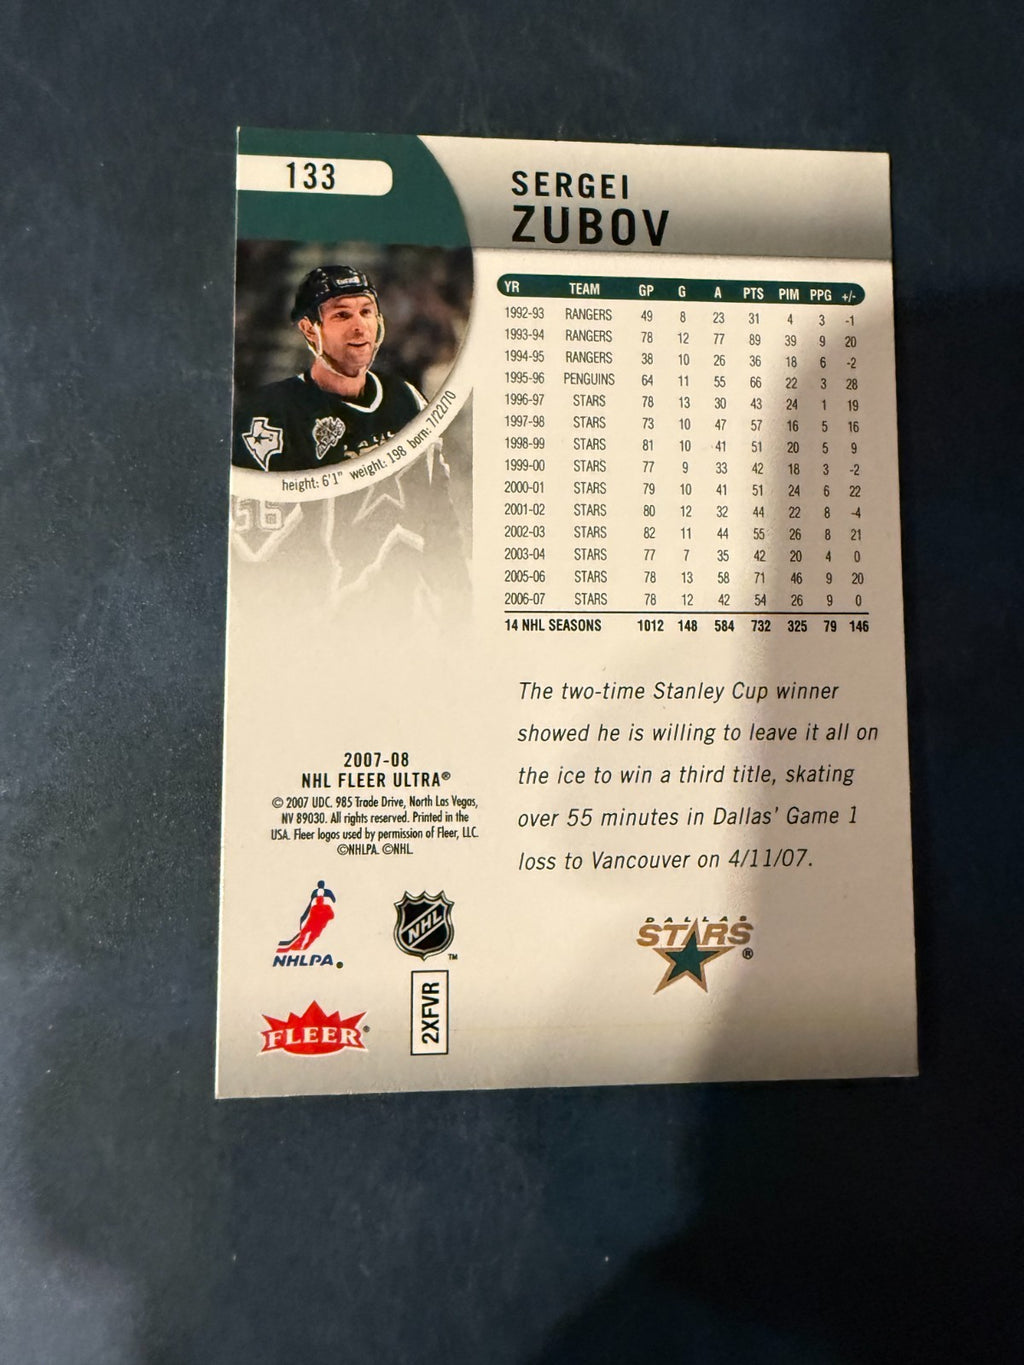 133
SERGEI
ZUBOV
height: 6'1" weight: 198 born: 7/22/70
56
YR TEAM GP G A PTS PIM PPG +/-
1992-93 RANGERS 49 8 23 31 4 3 -1
1993-94 RANGERS 78 12 77 89 39 9 20
1994-95 RANGERS 38 10 26 36 18 6 -2
1995-96 PENGUINS 64 11 55 66 22 3 28
1996-97 STARS 78 13 30 43 24 1 19
1997-98 STARS 73 10 47 57 16 5 16
1998-99 STARS 81 10 41 51 20 5 9
1999-00 STARS 77 9 33 42 18 3 -2
2000-01 STARS 79 10 41 51 24 6 22
2001-02 STARS 80 12 32 44 22 8 -4
2002-03 STARS 82 11 44 55 26 8 21
2003-04 STARS 77 7 35 42 20 4 0
2005-06 STARS 78 13 58 71 46 9 20
2006-07 STARS 78 12 42 54 26 9 0
14 NHL SEASONS 1012 148 584 732 325 79 146
The two-time Stanley Cup winner
showed he is willing to leave it all on
the ice to win a third title, skating
over 55 minutes in Dallas' Game 1
loss to Vancouver on 4/11/07.
2007-08
NHL FLEER ULTRA®
© 2007 UDC. 985 Trade Drive, North Las Vegas,
NV 89030. All rights reserved. Printed in the
USA. Fleer logos used by permission of Fleer, LLC.
©NHLPA. ©NHL.
NHLPA®
NHL™
DALLAS
STARS®
FLEER®
2XFVR